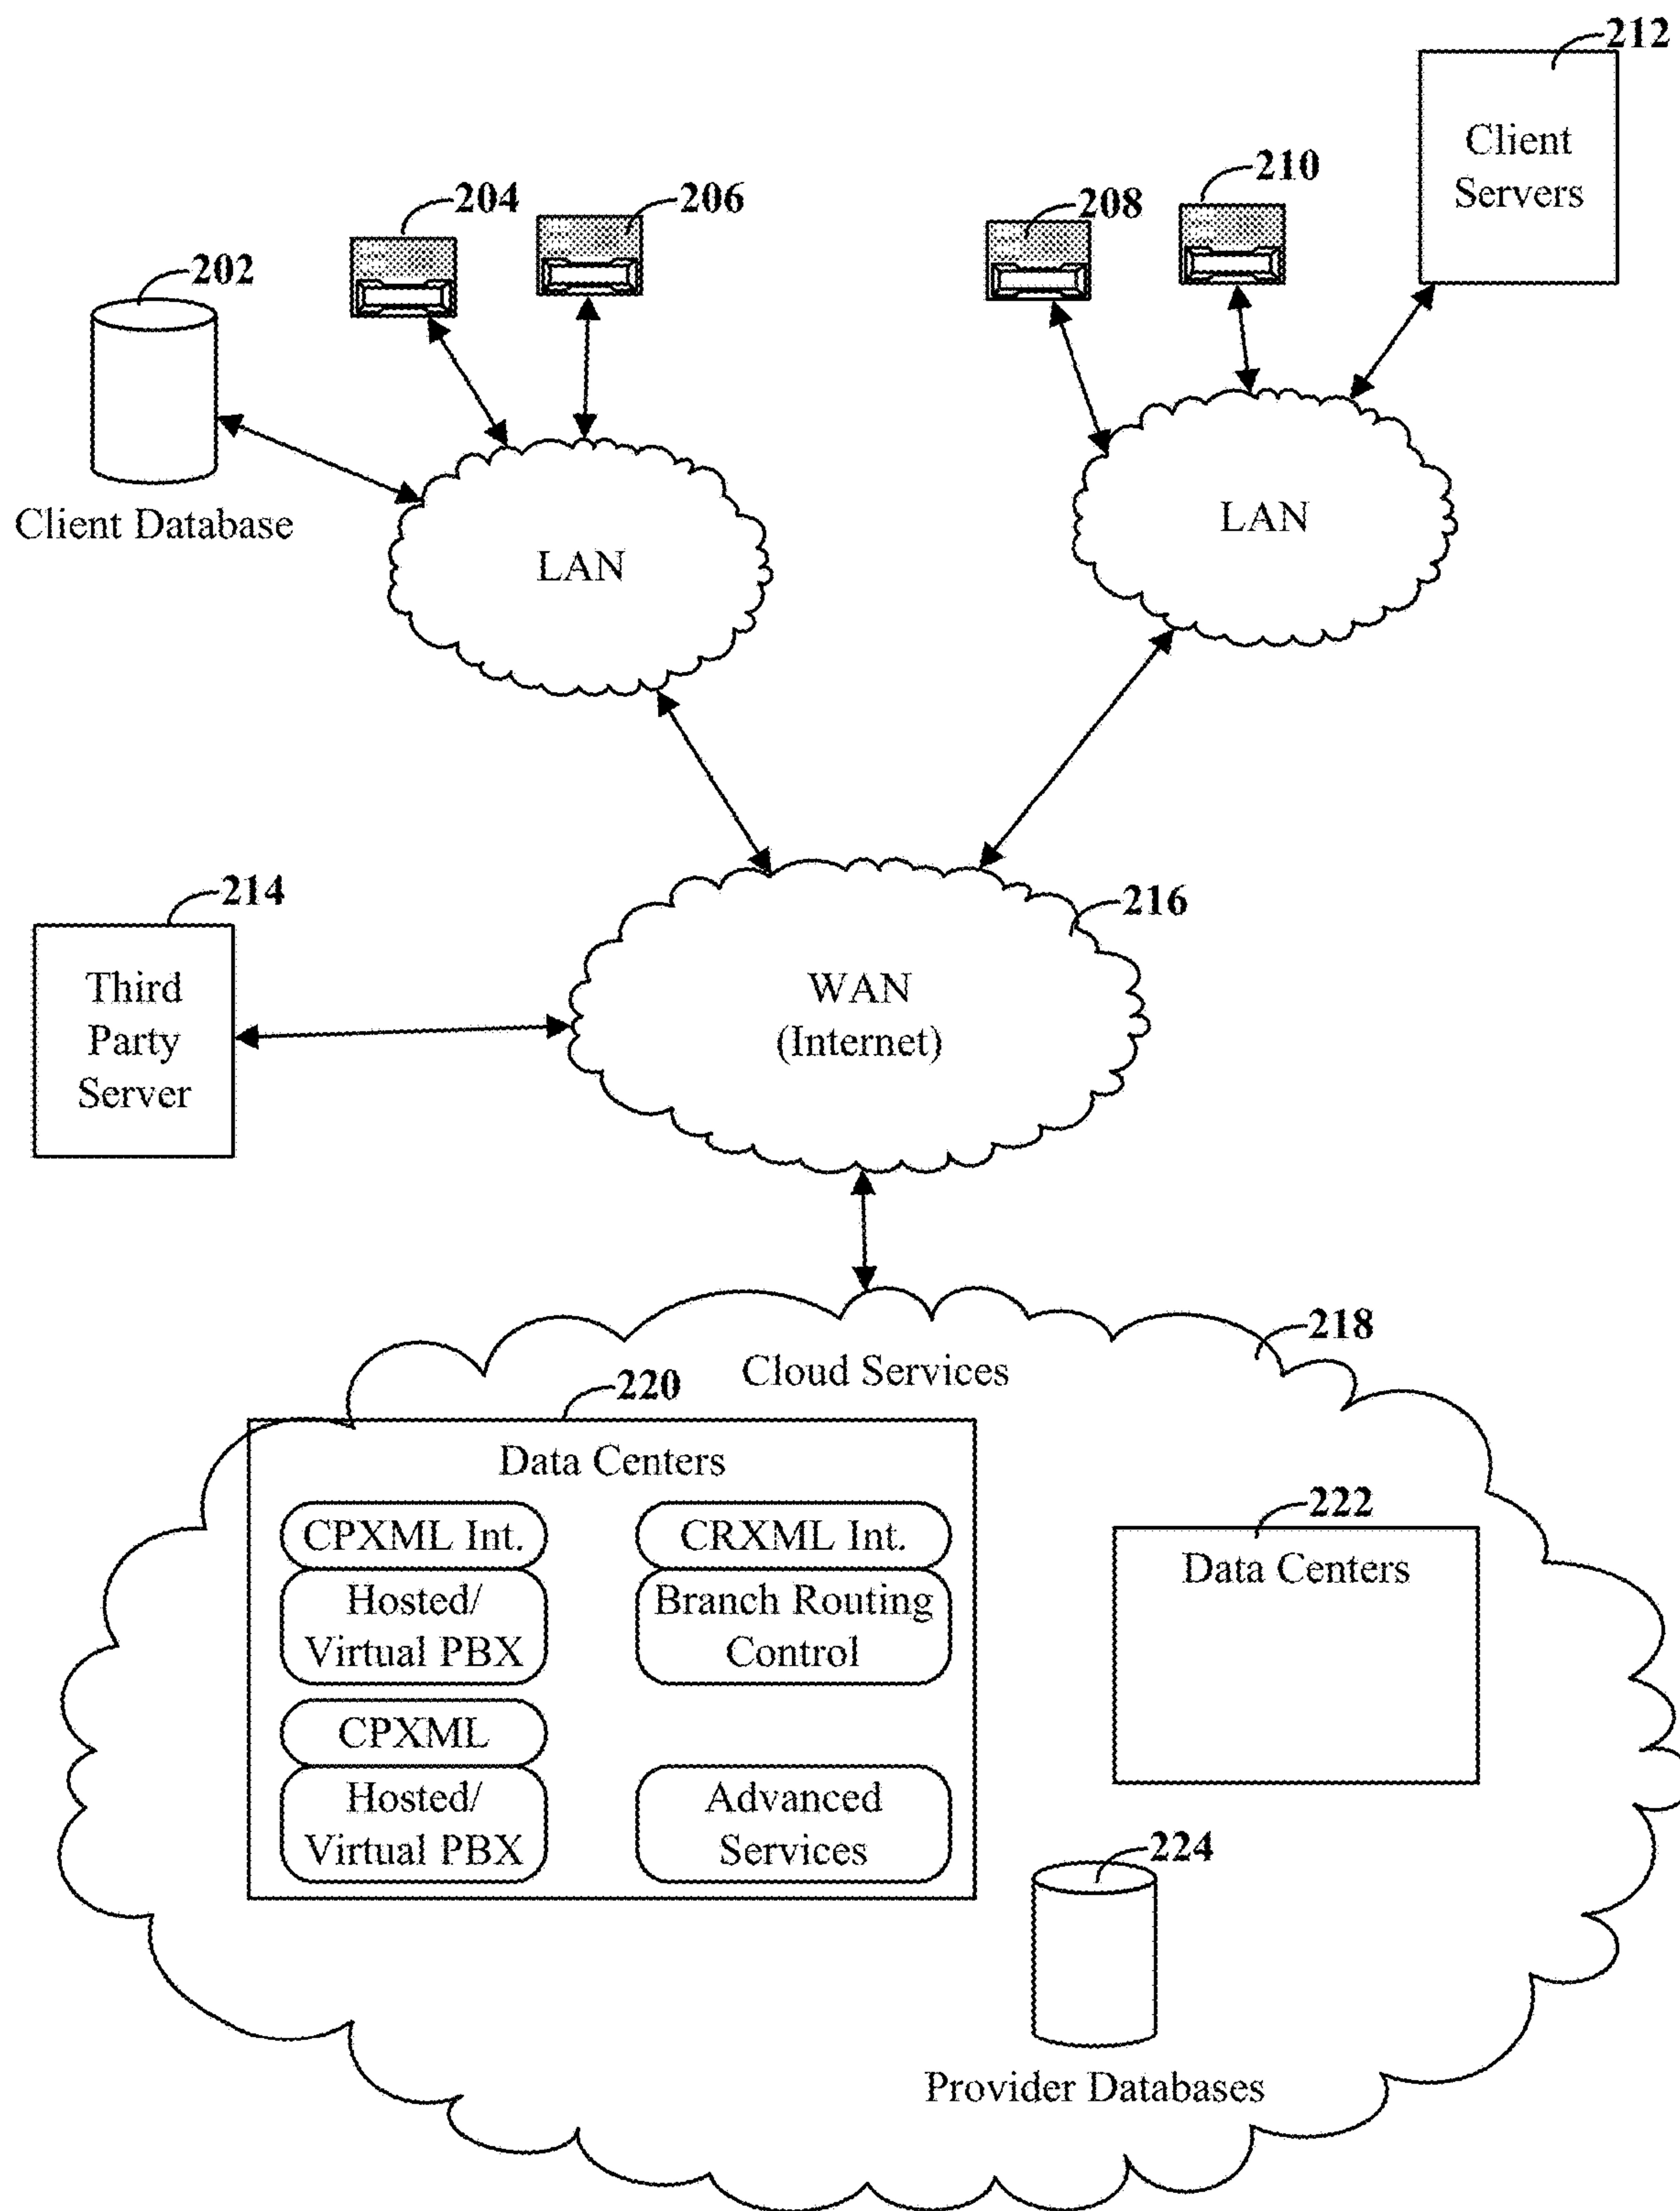 212
Client
Servers
210
204
206
208
202
Client Database
LAN
LAN
214
216
Third
Party
Server
WAN
(Internet)
218
Cloud Services
220
Data Centers
CPXML Int.
CRXML Int.
Hosted/
Virtual PBX
Branch Routing
Control
CPXML
Hosted/
Virtual PBX
Advanced
Services
222
Data Centers
224
Provider Databases